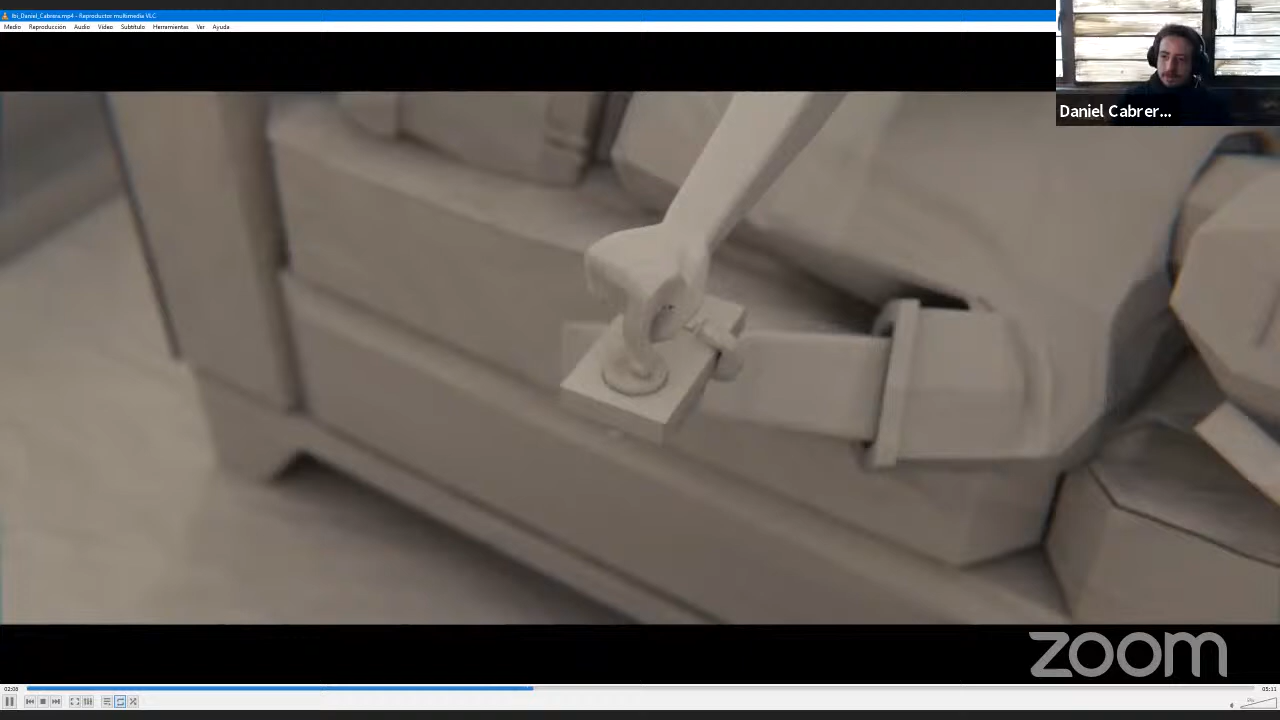 Ibi_Daniel_Cabrera.mp4 - Reproductor multimedia VLC
Medio Reproducción Audio Vídeo Subtítulo Herramientas Ver Ayuda
Daniel Cabrer...
zoom
02:08
05:11